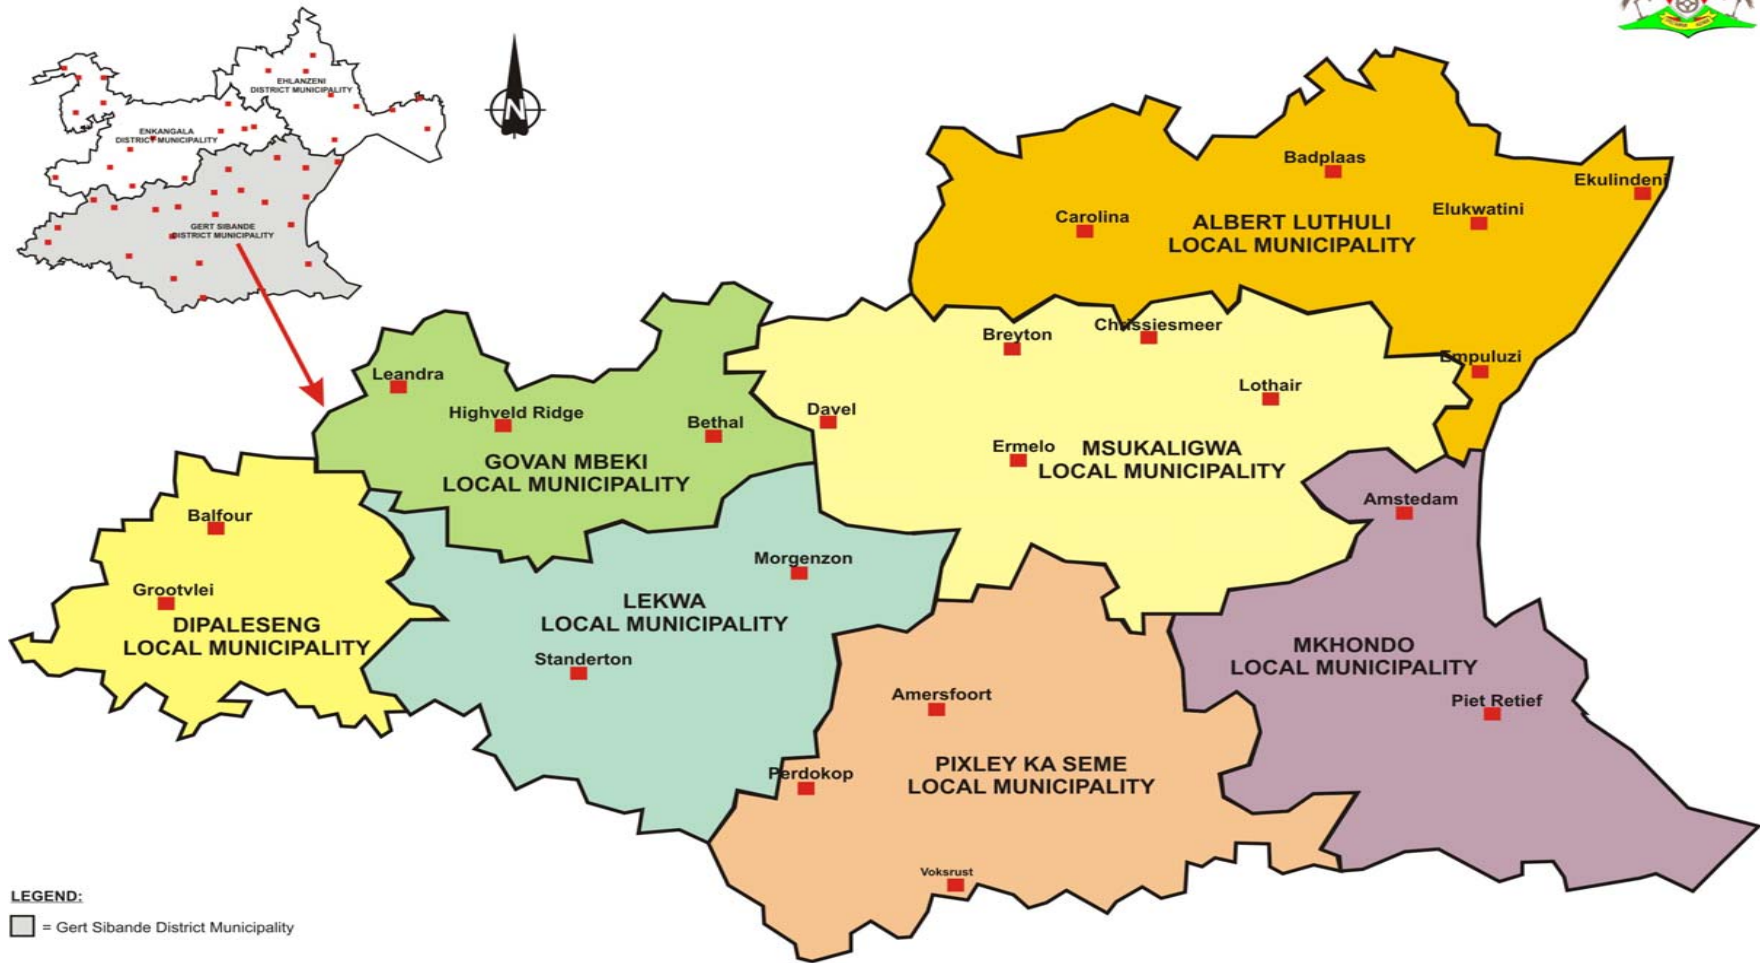 EHLANZENI
DISTRICT MUNICIPALITY
ENKANGALA
DISTRICT MUNICIPALITY
GERT SIBANDE
DISTRICT MUNICIPALITY
N
Badplaas
Ekulindeni
Carolina
Elukwatini
ALBERT LUTHULI
LOCAL MUNICIPALITY
Empuluzi
Breyton
Chrissiesmeer
Lothair
Davel
Ermelo
MSUKALIGWA
LOCAL MUNICIPALITY
Leandra
Highveld Ridge
Bethal
GOVAN MBEKI
LOCAL MUNICIPALITY
Balfour
Grootvlei
DIPALESENG
LOCAL MUNICIPALITY
Morgenzon
LEKWA
LOCAL MUNICIPALITY
Standerton
Amstedam
MKHONDO
LOCAL MUNICIPALITY
Piet Retief
Amersfoort
Perdokop
PIXLEY KA SEME
LOCAL MUNICIPALITY
Voksrust
LEGEND:
= Gert Sibande District Municipality